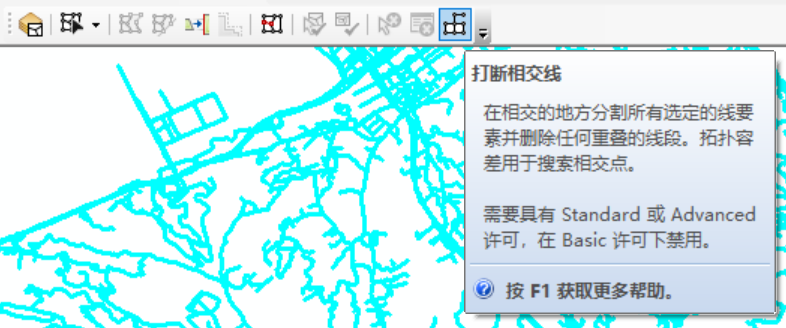 打断相交线
在相交的地方分割所有选定的线要
素并删除任何重叠的线段。拓扑容
差用于搜索相交点。
需要具有 Standard 或 Advanced
许可，在 Basic 许可下禁用。
按 F1 获取更多帮助。